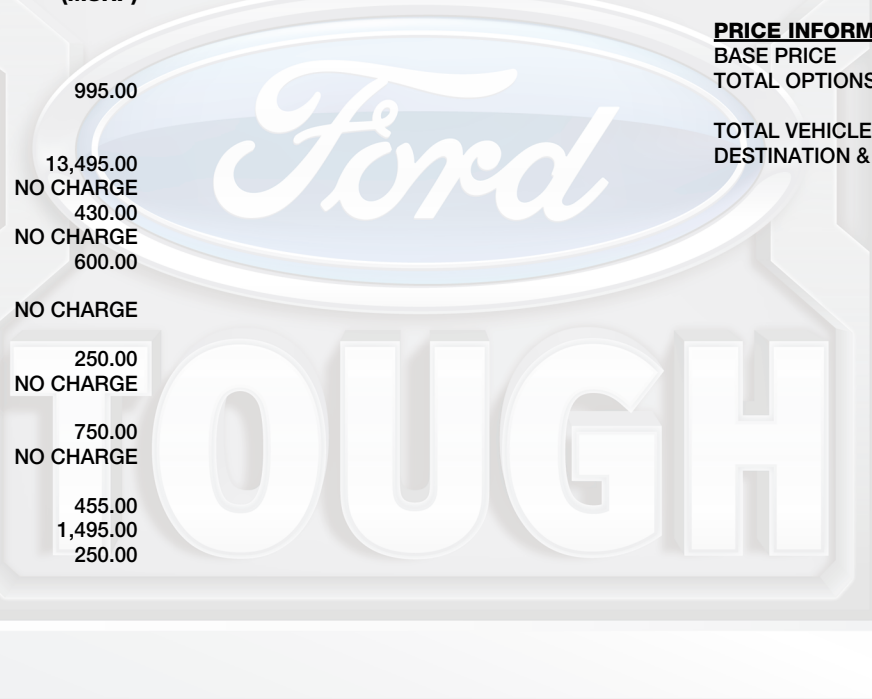 PRICE INFORM
BASE PRICE
TOTAL OPTIONS
TOTAL VEHICLE
DESTINATION &
995.00
13,495.00
NO CHARGE
430.00
NO CHARGE
600.00
NO CHARGE
250.00
NO CHARGE
750.00
NO CHARGE
455.00
1,495.00
250.00
Ford
TOUGH